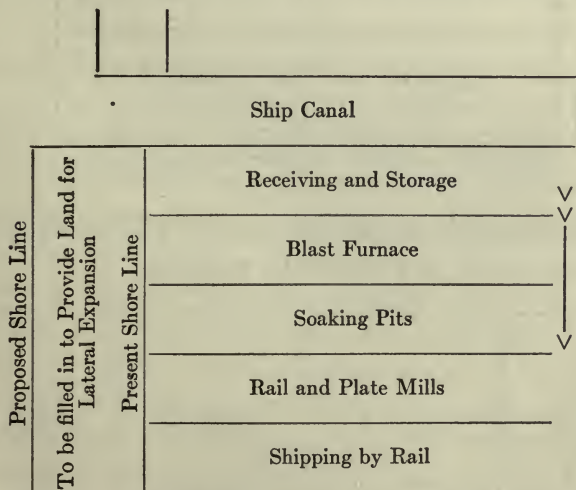 Ship Canal
Proposed Shore Line
To be filled in to Provide Land for
Lateral Expansion
Present Shore Line
Receiving and Storage
Blast Furnace
Soaking Pits
Rail and Plate Mills
Shipping by Rail